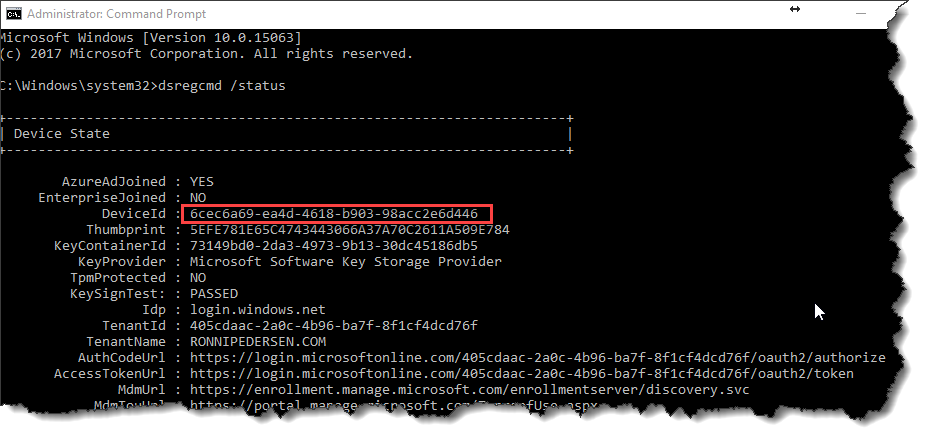 Administrator: Command Prompt
Microsoft Windows [Version 10.0.15063]
(c) 2017 Microsoft Corporation. All rights reserved.
C:\Windows\system32>dsregcmd /status
+----------------------------------------------------------------------+
| Device State |
+----------------------------------------------------------------------+
AzureAdJoined : YES
EnterpriseJoined : NO
DeviceId : 6cec6a69-ea4d-4618-b903-98acc2e6d446
Thumbprint : 5EFE781E65C4743443066A37A70C2611A509E784
KeyContainerId : 73149bd0-2da3-4973-9b13-30dc45186db5
KeyProvider : Microsoft Software Key Storage Provider
TpmProtected : NO
KeySignTest: : PASSED
Idp : login.windows.net
TenantId : 405cdaac-2a0c-4b96-ba7f-8f1cf4dcd76f
TenantName : RONNIPEDERSEN.COM
AuthCodeUrl : https://login.microsoftonline.com/405cdaac-2a0c-4b96-ba7f-8f1cf4dcd76f/oauth2/authorize
AccessTokenUrl : https://login.microsoftonline.com/405cdaac-2a0c-4b96-ba7f-8f1cf4dcd76f/oauth2/token
MdmUrl : https://enrollment.manage.microsoft.com/enrollmentserver/discovery.svc
MdmTouUrl : https://portal.manage.microsoft.com/TermsofUse.aspx